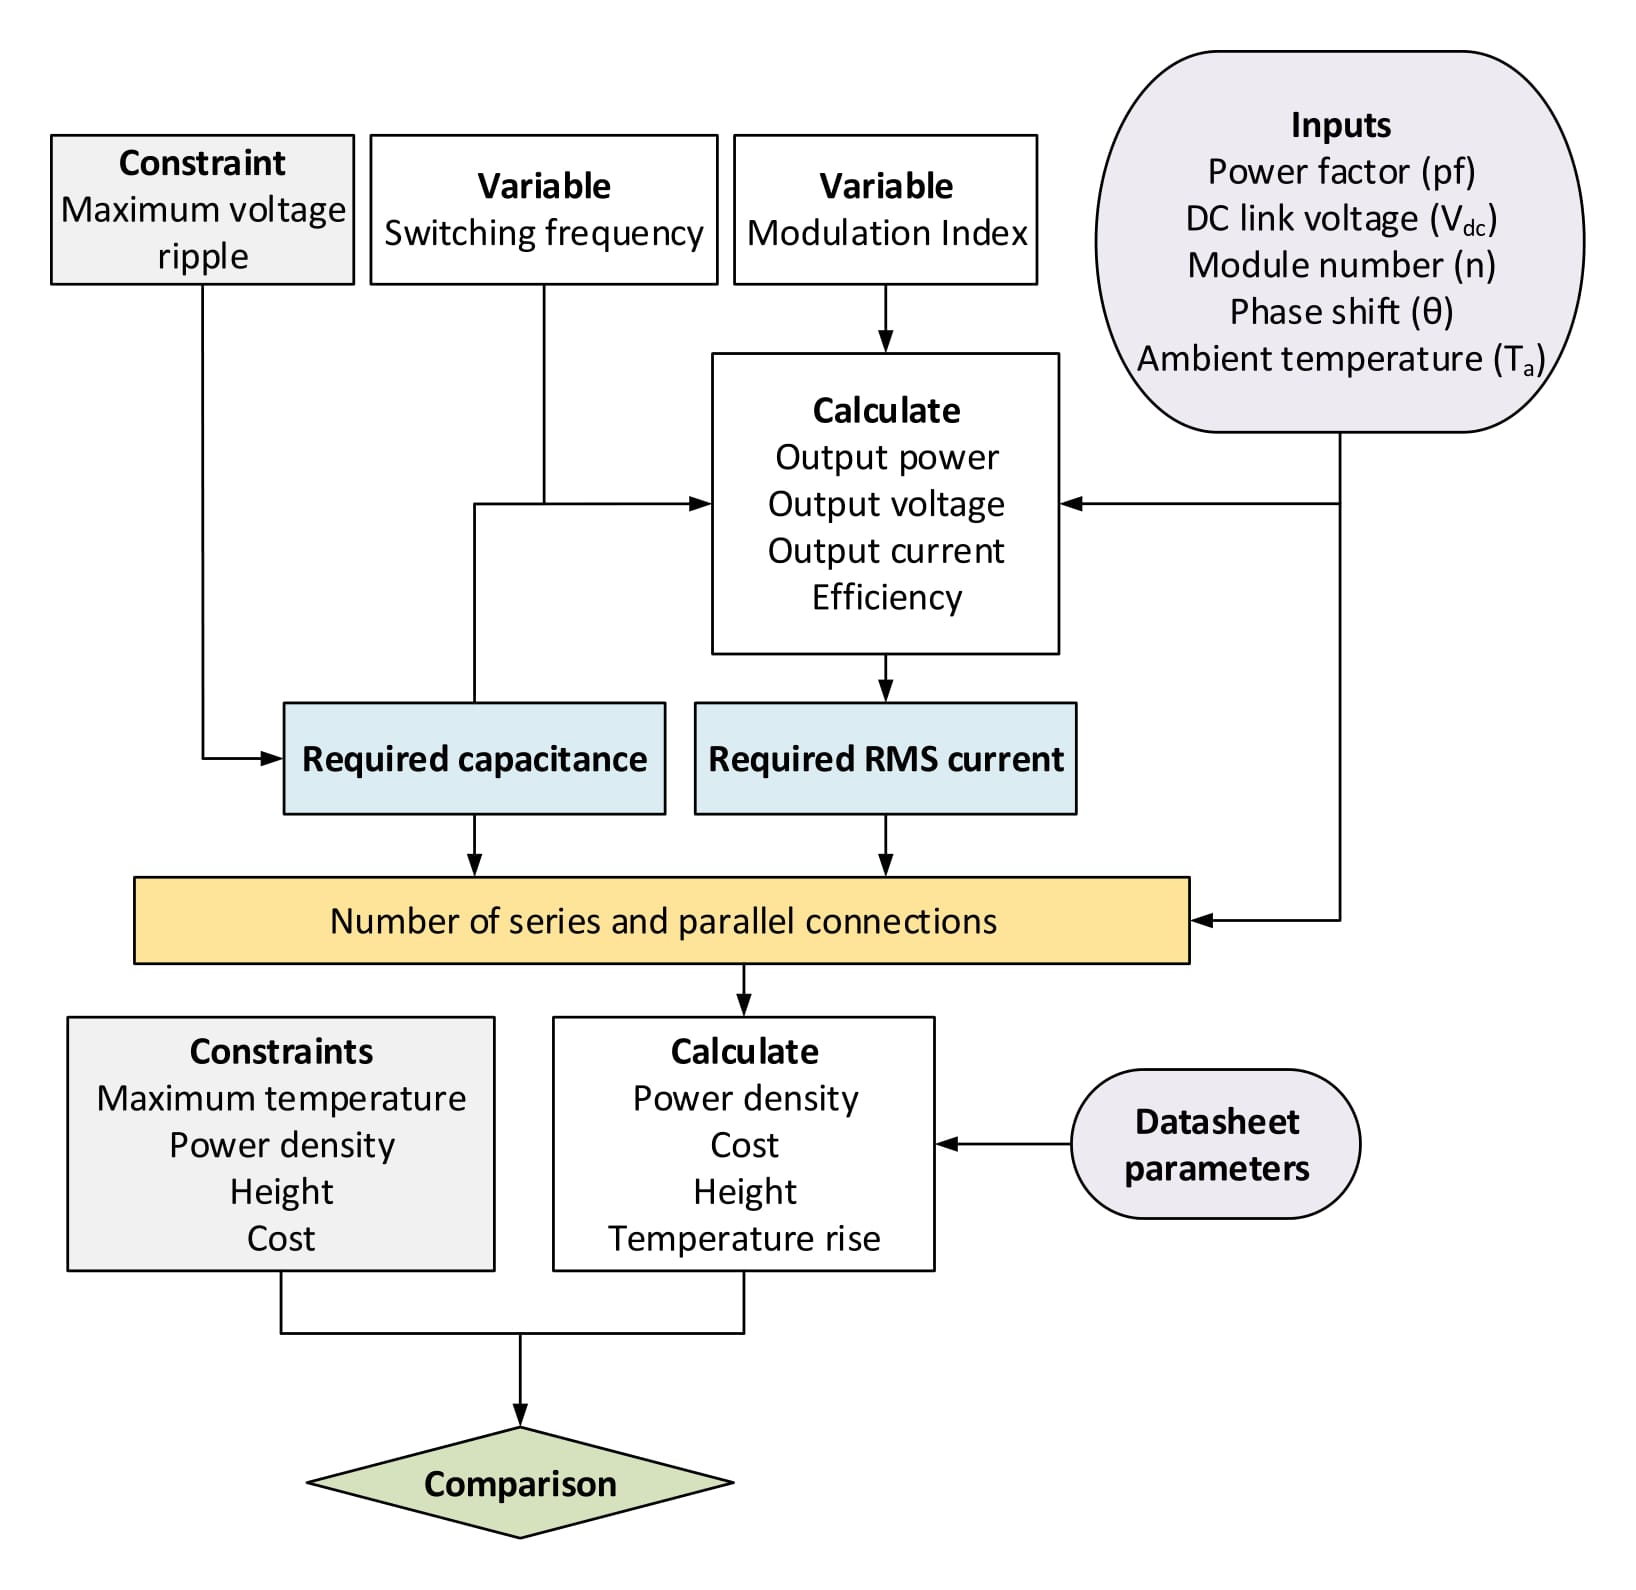 Constraint
Maximum voltage
ripple
Variable
Switching frequency
Variable
Modulation Index
Inputs
Power factor (pf)
DC link voltage (Vdc)
Module number (n)
Phase shift (θ)
Ambient temperature (Ta)
Calculate
Output power
Output voltage
Output current
Efficiency
Required capacitance
Required RMS current
Number of series and parallel connections
Constraints
Maximum temperature
Power density
Height
Cost
Calculate
Power density
Cost
Height
Temperature rise
Datasheet
parameters
Comparison